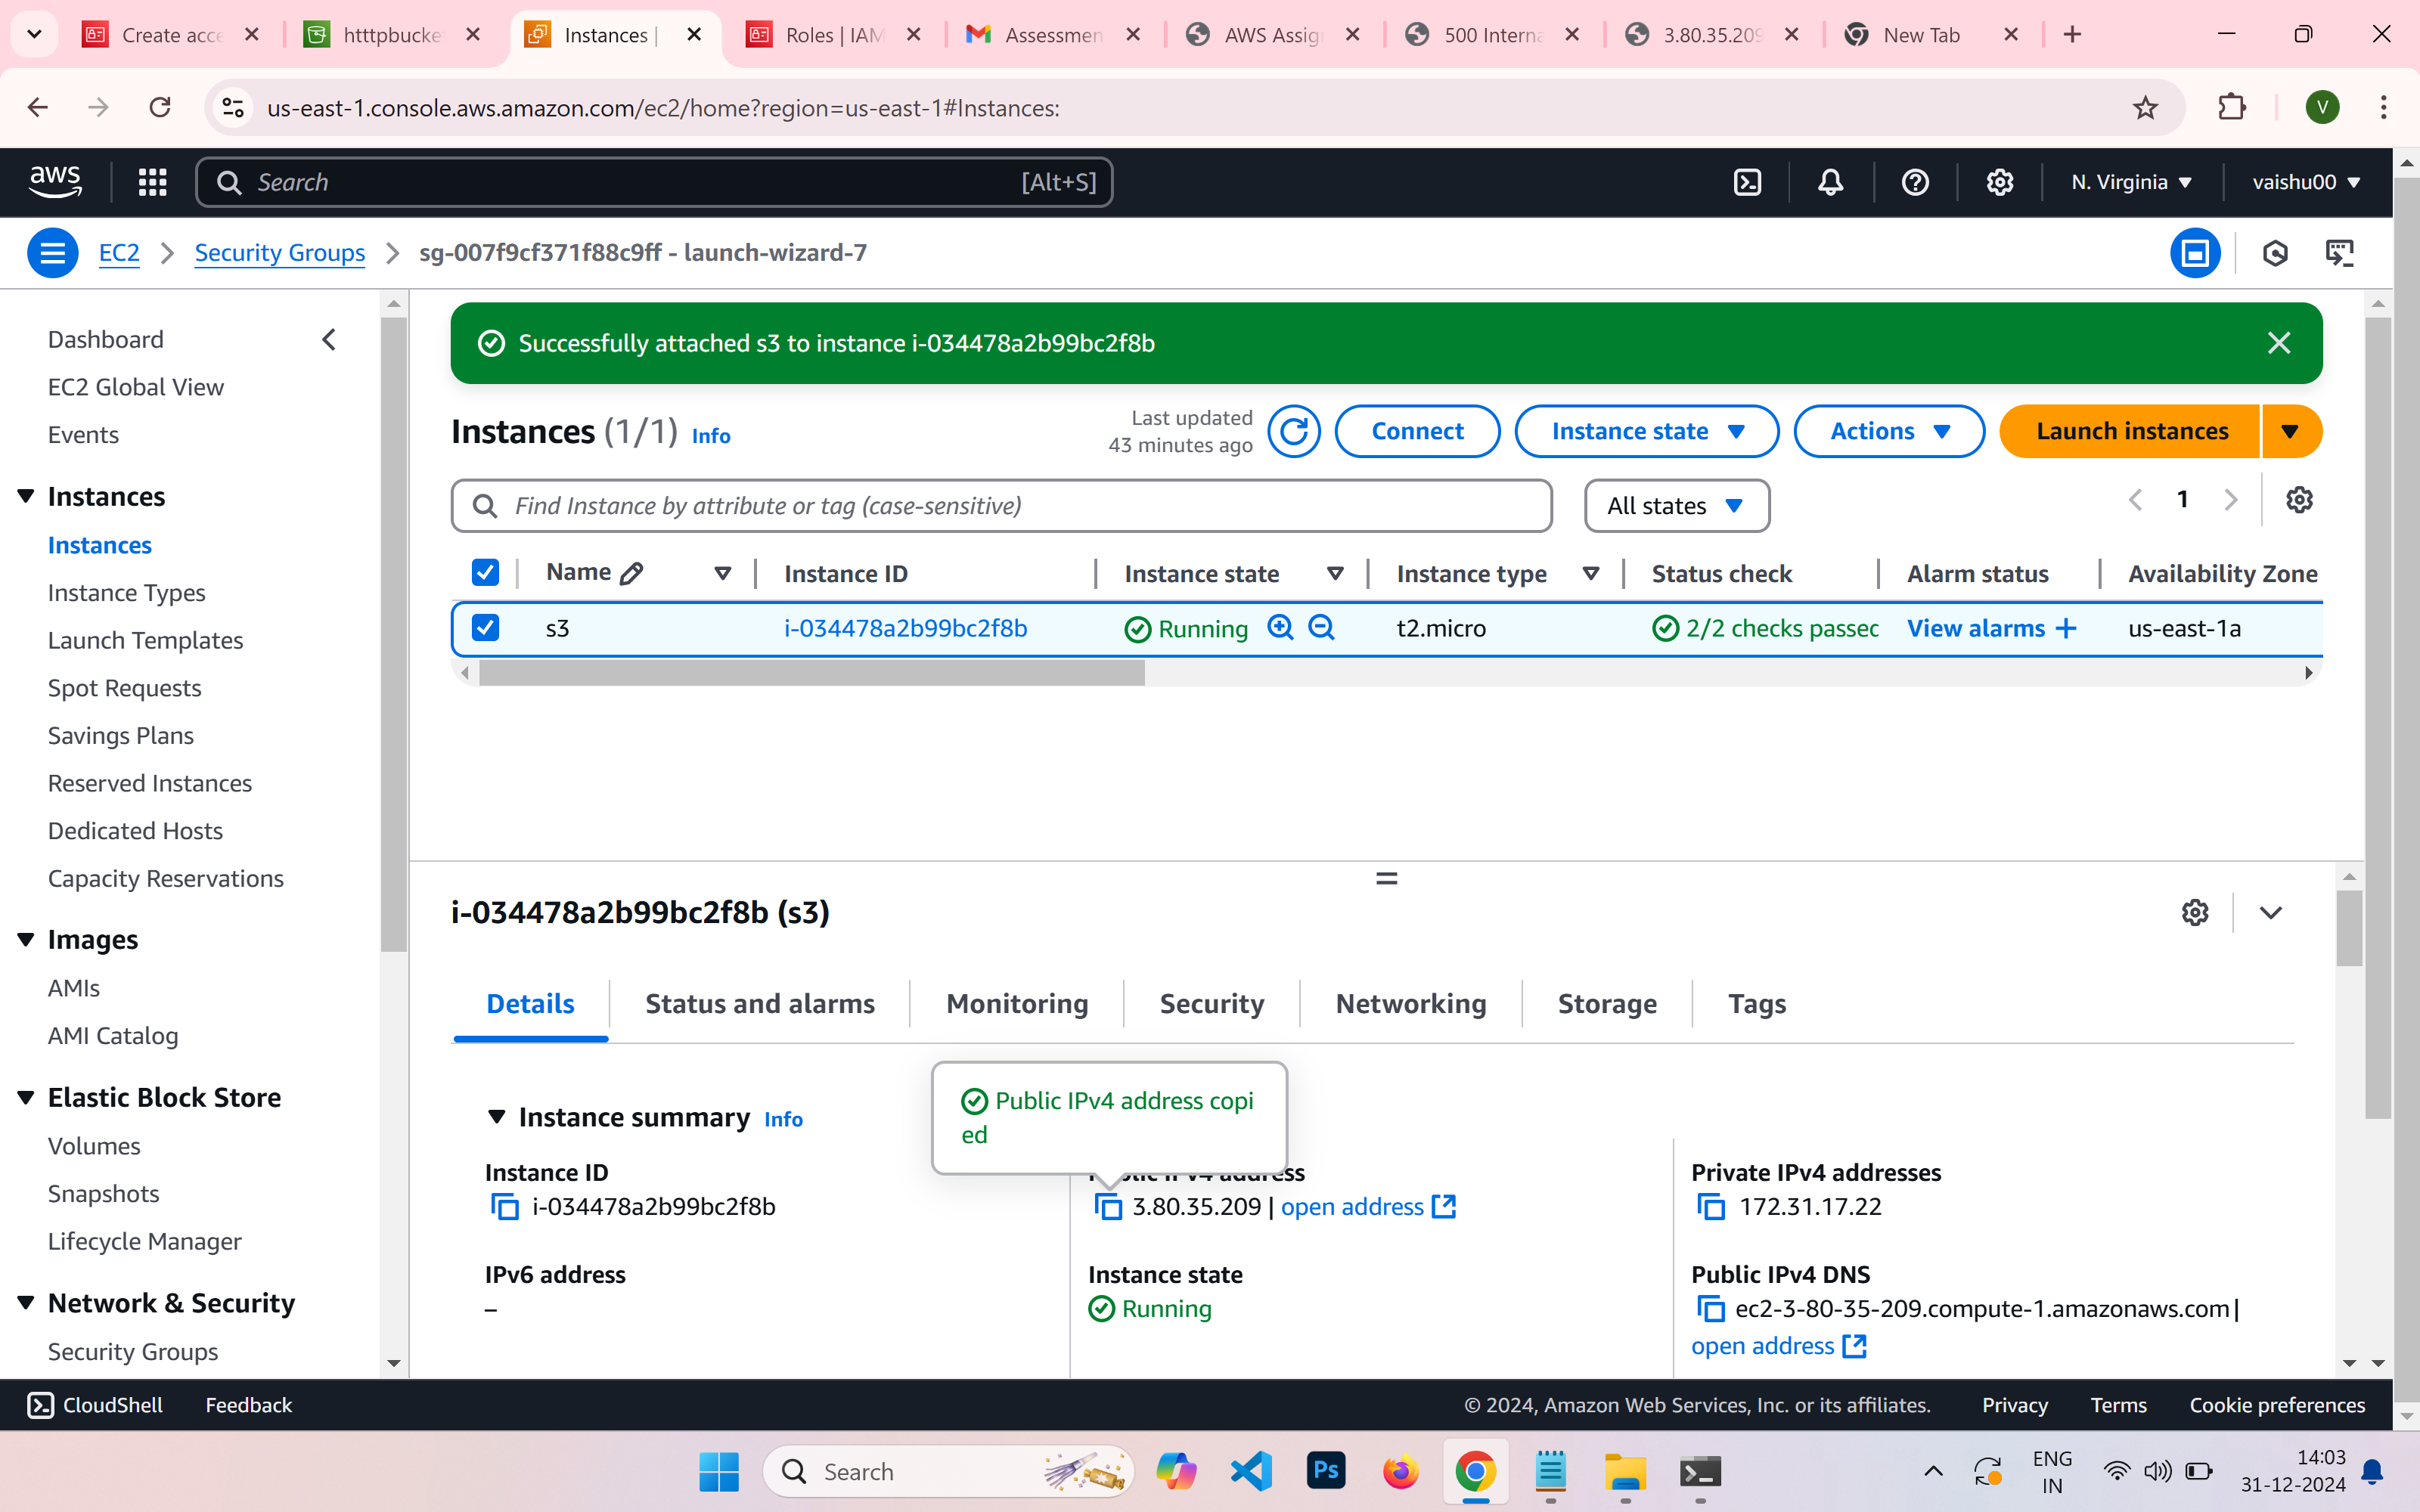 Create acce
htttpbucke
Instances |
Roles | IAM
Assessmen
AWS Assig
500 Interna
3.80.35.209
New Tab
us-east-1.console.aws.amazon.com/ec2/home?region=us-east-1#Instances:
V
aws
Search
[Alt+S]
N. Virginia
vaishu00
EC2
Security Groups
sg-007f9cf371f88c9ff - launch-wizard-7
Dashboard
EC2 Global View
Events
Instances
Instances
Instance Types
Launch Templates
Spot Requests
Savings Plans
Reserved Instances
Dedicated Hosts
Capacity Reservations
Images
AMIs
AMI Catalog
Elastic Block Store
Volumes
Snapshots
Lifecycle Manager
Network & Security
Security Groups
Successfully attached s3 to instance i-034478a2b99bc2f8b
Instances (1/1) Info
Last updated
43 minutes ago
Connect
Instance state
Actions
Launch instances
Find Instance by attribute or tag (case-sensitive)
All states
1
Name
Instance ID
Instance state
Instance type
Status check
Alarm status
Availability Zone
s3
i-034478a2b99bc2f8b
Running
t2.micro
2/2 checks passec
View alarms +
us-east-1a
i-034478a2b99bc2f8b (s3)
Details
Status and alarms
Monitoring
Security
Networking
Storage
Tags
Public IPv4 address copi
ed
Instance summary Info
Instance ID
i-034478a2b99bc2f8b
Public IPv4 address
3.80.35.209 | open address
Private IPv4 addresses
172.31.17.22
IPv6 address
–
Instance state
Running
Public IPv4 DNS
ec2-3-80-35-209.compute-1.amazonaws.com |
open address
CloudShell
Feedback
© 2024, Amazon Web Services, Inc. or its affiliates.
Privacy
Terms
Cookie preferences
Search
Ps
ENG
IN
14:03
31-12-2024